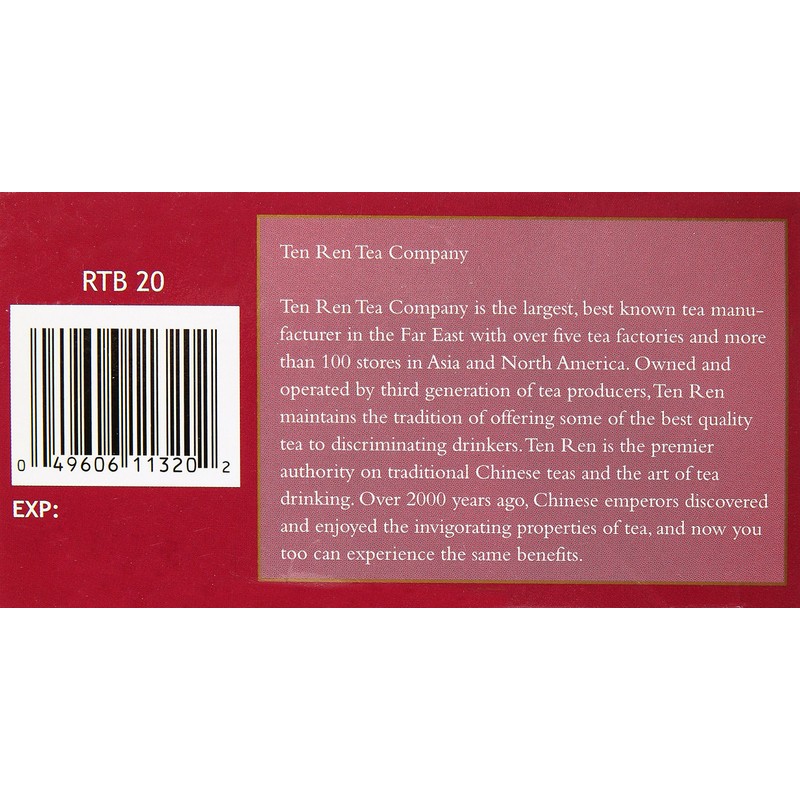 RTB 20
0 49606 11320 2
EXP:
Ten Ren Tea Company
Ten Ren Tea Company is the largest, best known tea manu-
facturer in the Far East with over five tea factories and more
than 100 stores in Asia and North America. Owned and
operated by third generation of tea producers, Ten Ren
maintains the tradition of offering some of the best quality
tea to discriminating drinkers. Ten Ren is the premier
authority on traditional Chinese teas and the art of tea
drinking. Over 2000 years ago, Chinese emperors discovered
and enjoyed the invigorating properties of tea, and now you
too can experience the same benefits.